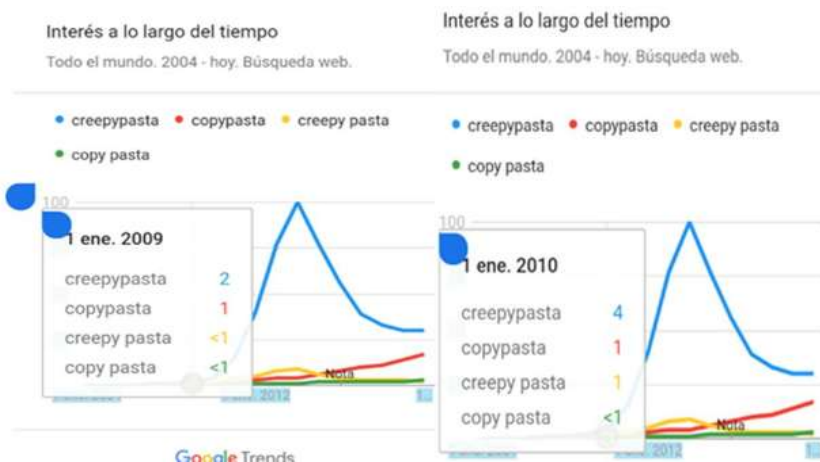 Interés a lo largo del tiempo
Todo el mundo. 2004 - hoy. Búsqueda web.
creepypasta copypasta creepy pasta
copy pasta
100
1 ene. 2009
creepypasta 2
copypasta 1
creepy pasta <1
copy pasta <1
Nota
2012
1...
Google Trends
Interés a lo largo del tiempo
Todo el mundo. 2004 - hoy. Búsqueda web.
creepypasta copypasta creepy pasta
copy pasta
100
1 ene. 2010
creepypasta 4
copypasta 1
creepy pasta 1
copy pasta <1
Nota
2012
1...